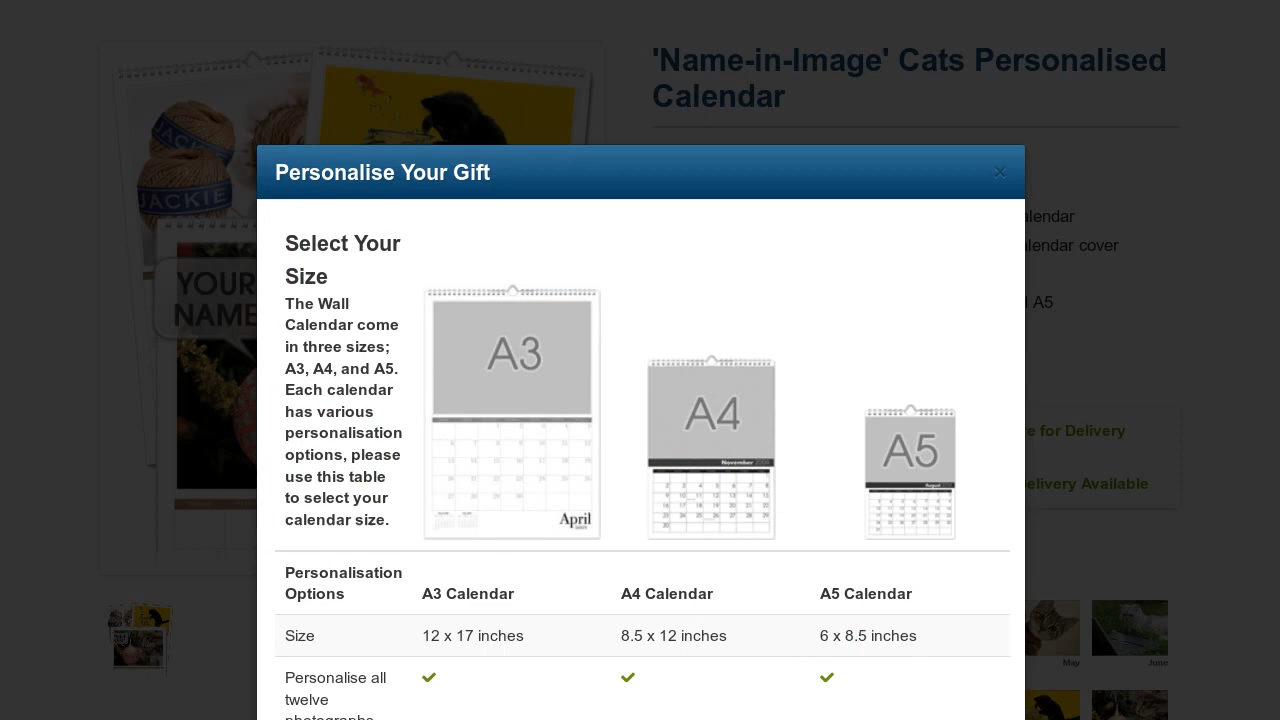 'Name-in-Image' Cats Personalised
Calendar
JACKIE
JACKIE
YOUR
NAME
Personalise Your Gift
×
alendar
alendar cover
A5
e for Delivery
Delivery Available
Select Your
Size
The Wall
Calendar come
in three sizes;
A3, A4, and A5.
Each calendar
has various
personalisation
options, please
use this table
to select your
calendar size.
A3
April
A4
November
A5
August
Personalisation
Options
A3 Calendar
A4 Calendar
A5 Calendar
Size
12 x 17 inches
8.5 x 12 inches
6 x 8.5 inches
Personalise all
twelve
photographs
May
June